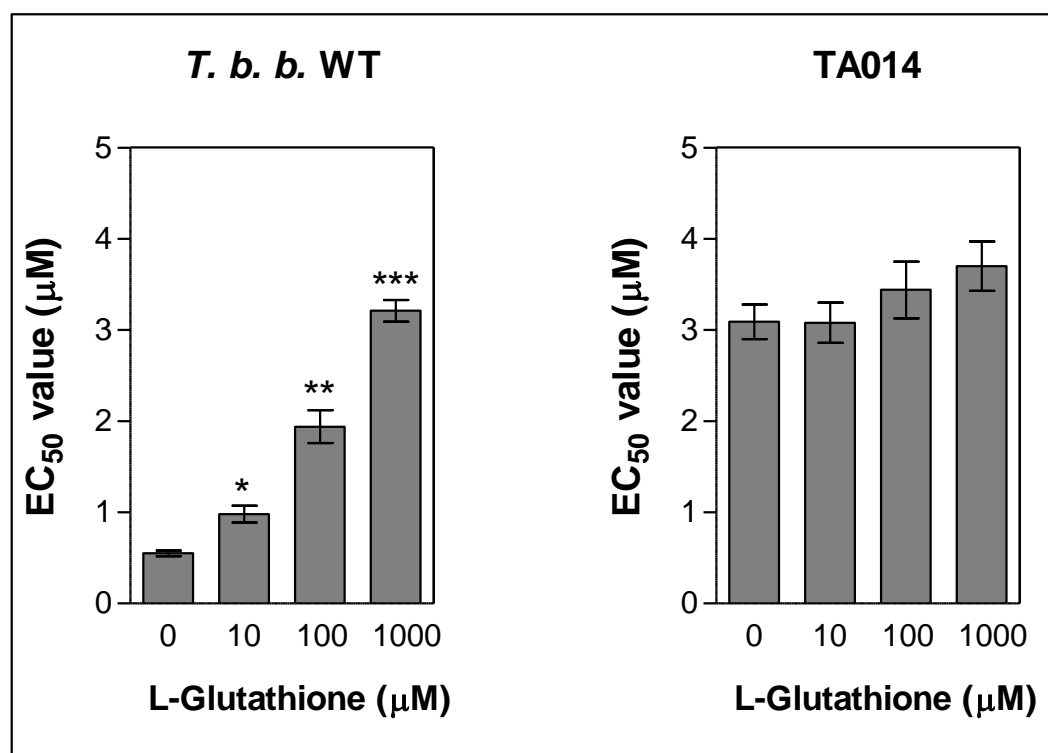 T. b. b. WT
5
4
3
2
1
0
EC50 value (μM)
*
**
***
0 10 100 1000
L-Glutathione (μM)
TA014
5
4
3
2
1
0
EC50 value (μM)
0 10 100 1000
L-Glutathione (μM)